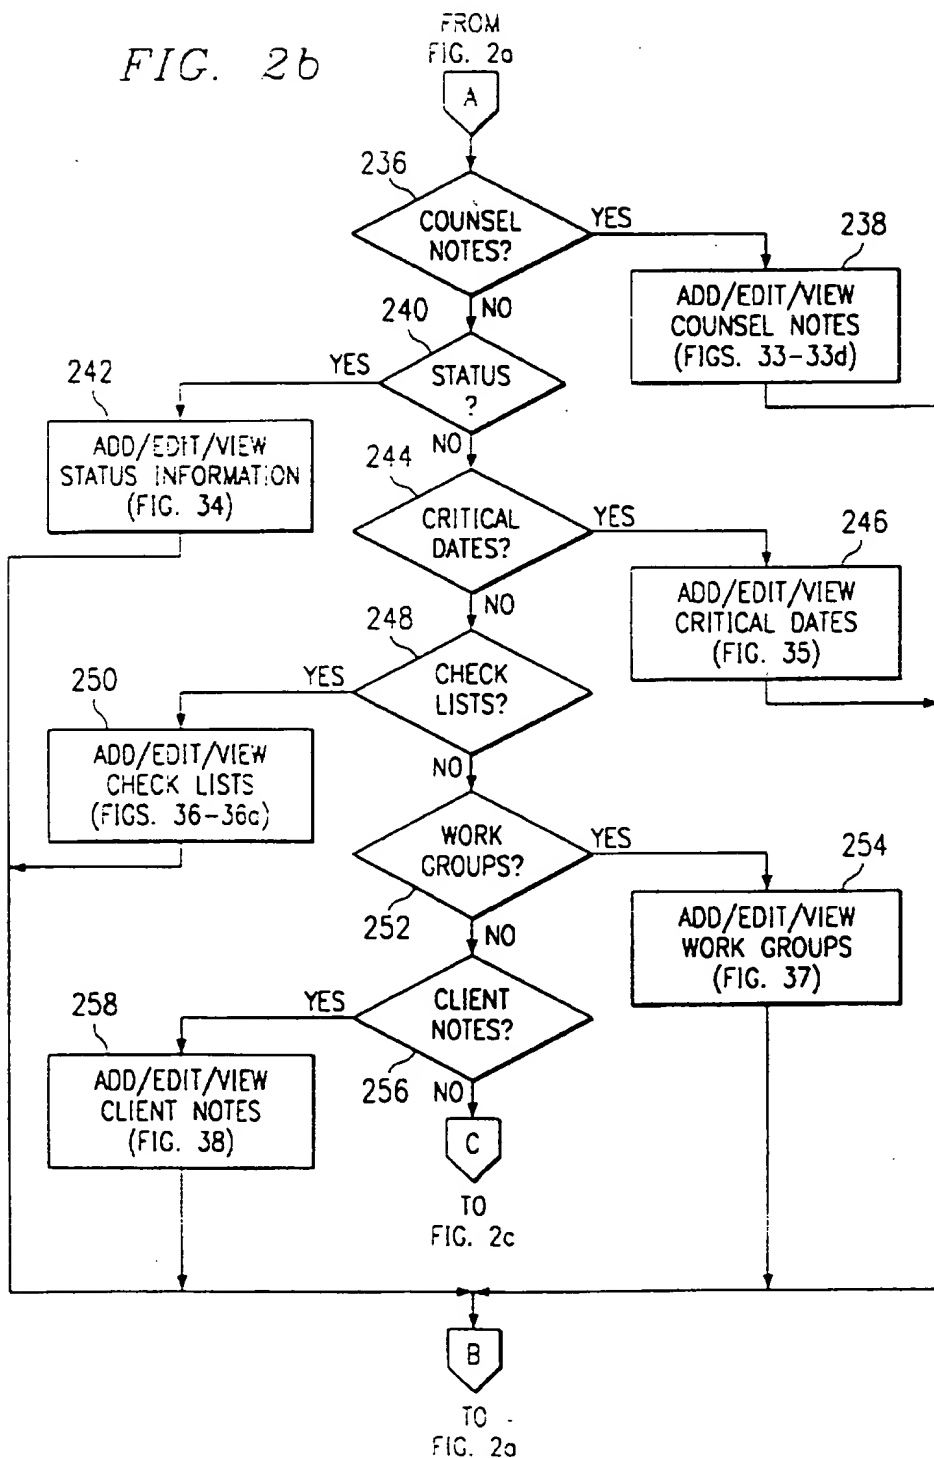 FIG. 2b
FROM
FIG. 2a
A
236
COUNSEL
NOTES?
YES
NO
238
ADD/EDIT/VIEW
COUNSEL NOTES
(FIGS. 33-33d)
240
STATUS
?
YES
NO
242
ADD/EDIT/VIEW
STATUS INFORMATION
(FIG. 34)
244
CRITICAL
DATES?
YES
NO
246
ADD/EDIT/VIEW
CRITICAL DATES
(FIG. 35)
248
CHECK
LISTS?
YES
NO
250
ADD/EDIT/VIEW
CHECK LISTS
(FIGS. 36-36c)
WORK
GROUPS?
252
YES
NO
254
ADD/EDIT/VIEW
WORK GROUPS
(FIG. 37)
CLIENT
NOTES?
256
YES
NO
258
ADD/EDIT/VIEW
CLIENT NOTES
(FIG. 38)
C
TO
FIG. 2c
B
TO
FIG. 2a